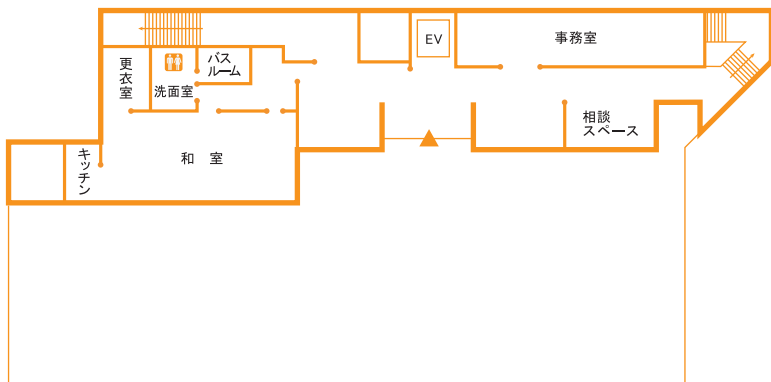 EV
事務室
更衣室
バス
ルーム
洗面室
相談
スペース
キッチン
和 室